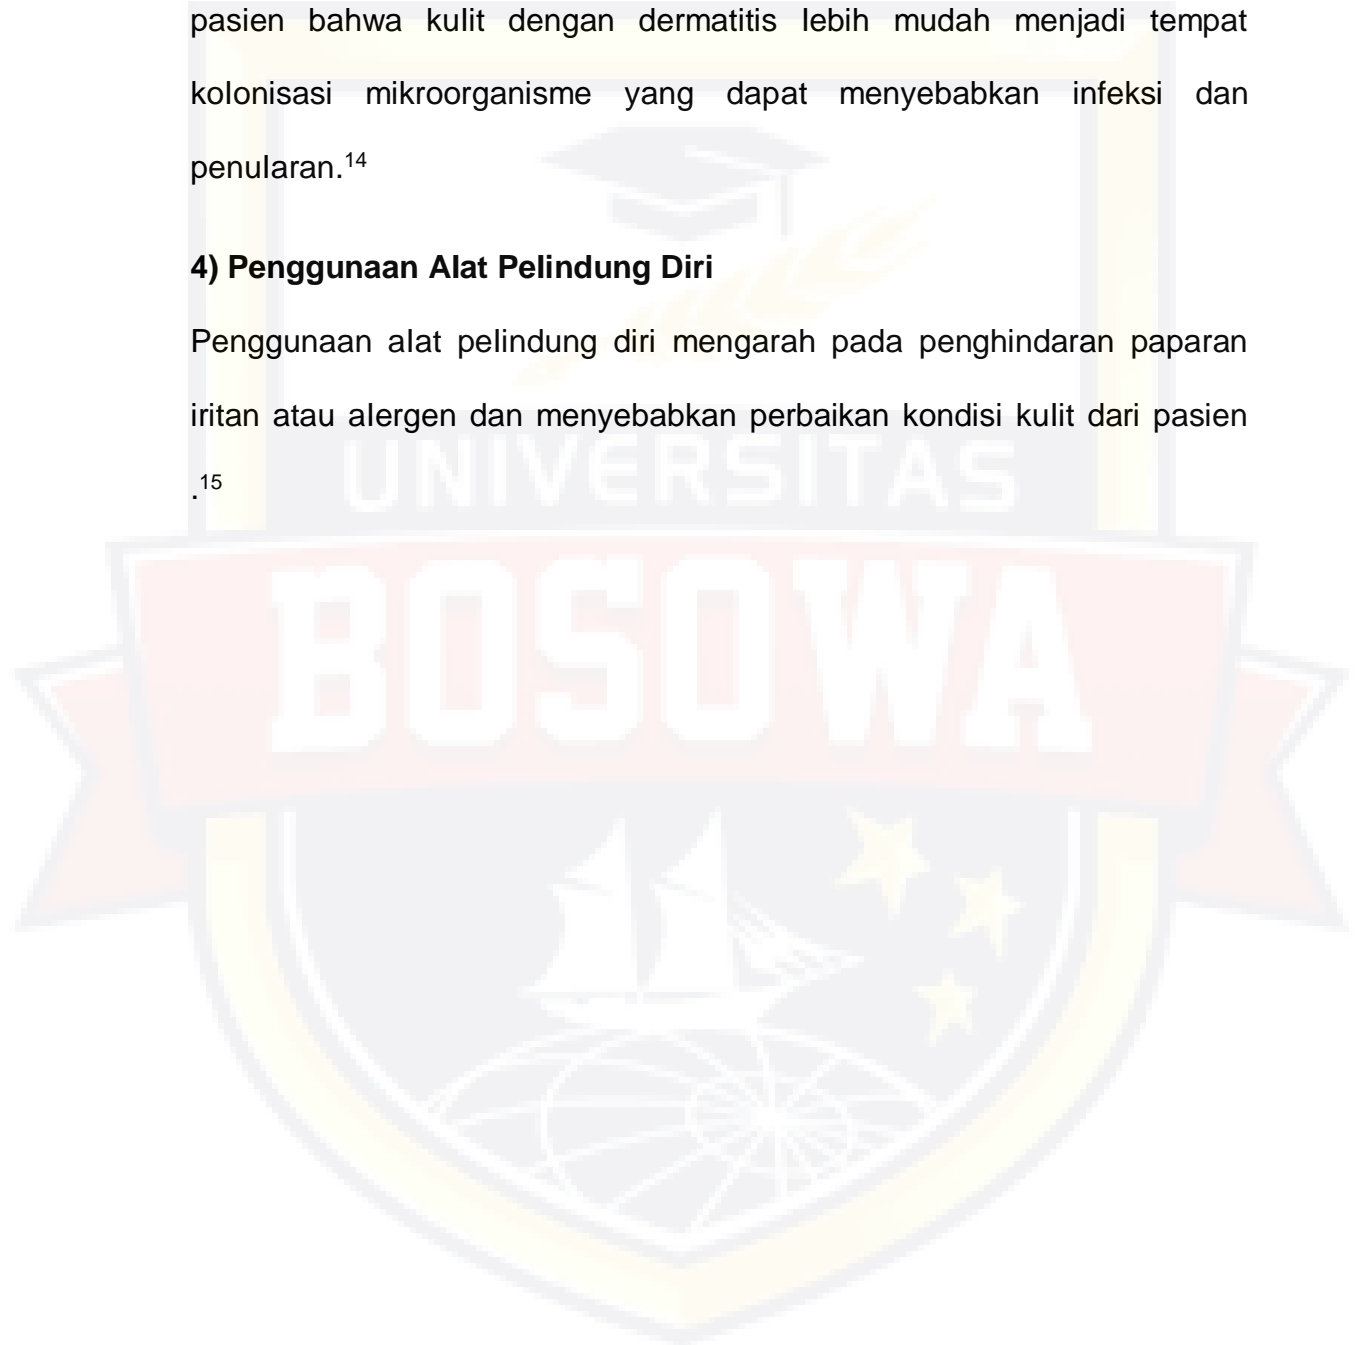 pasien bahwa kulit dengan dermatitis lebih mudah menjadi tempat
kolonisasi mikroorganisme yang dapat menyebabkan infeksi dan
penularan.14
4) Penggunaan Alat Pelindung Diri
Penggunaan alat pelindung diri mengarah pada penghindaran paparan
iritan atau alergen dan menyebabkan perbaikan kondisi kulit dari pasien
.15
UNIVERSITAS
BOSOWA